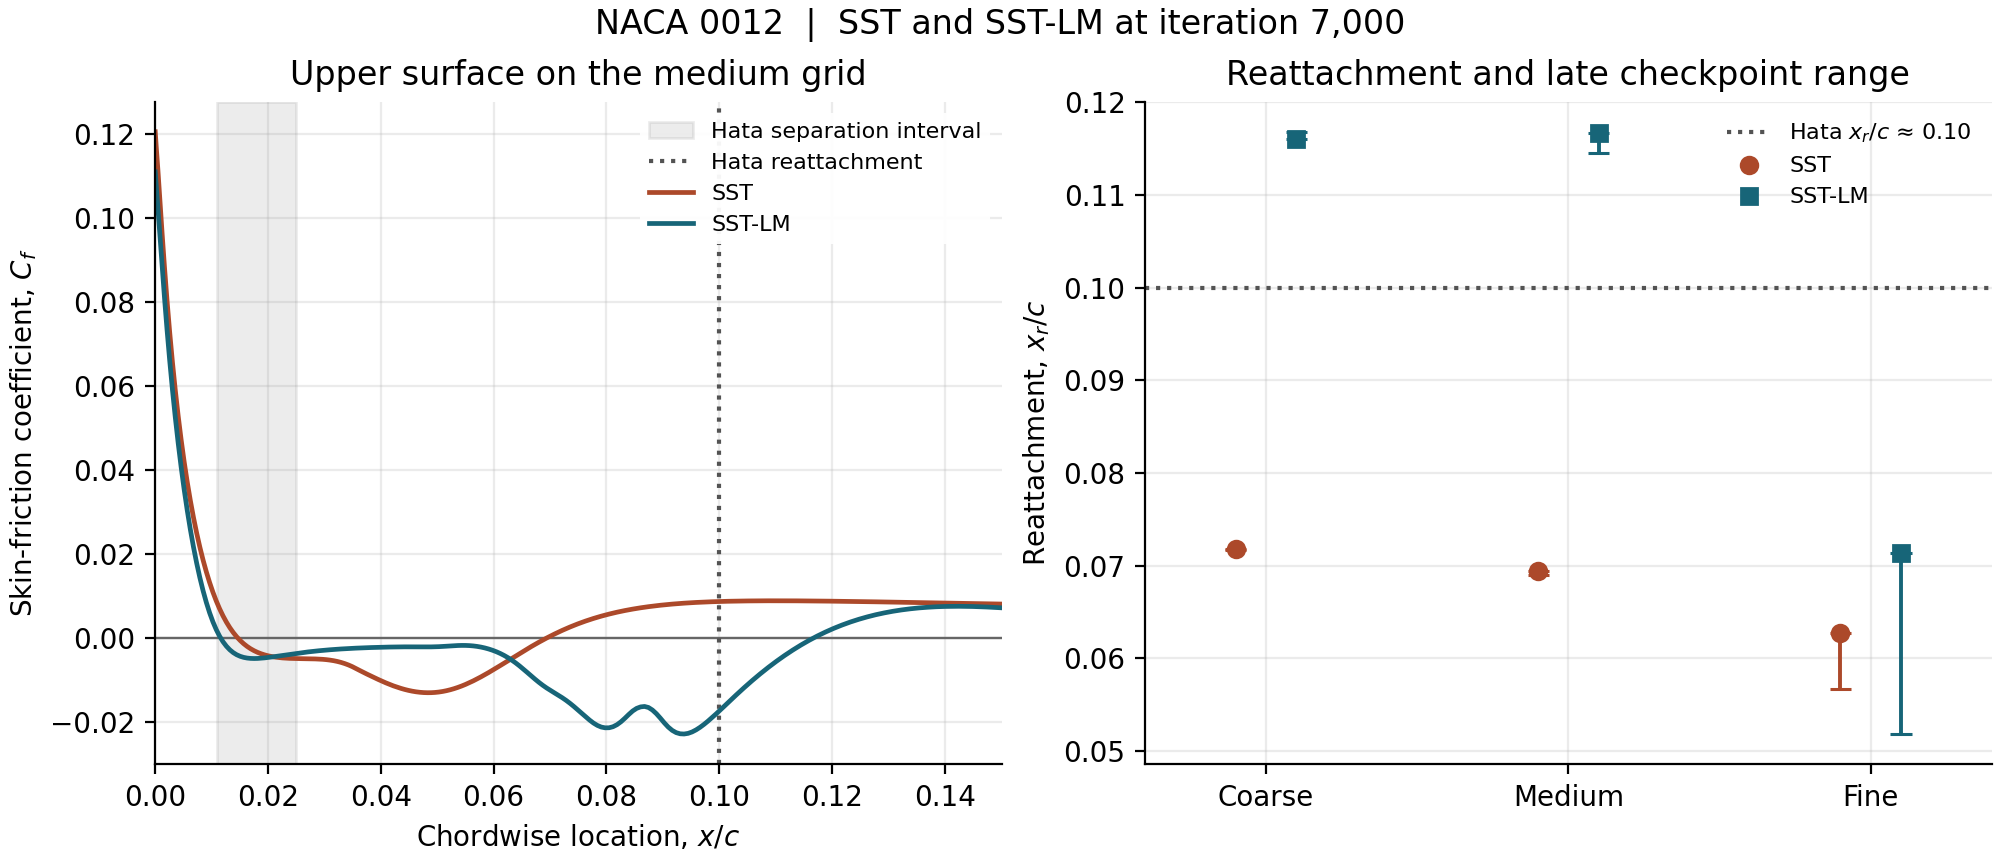 NACA 0012 | SST and SST-LM at iteration 7,000
Upper surface on the medium grid
Skin-friction coefficient, C_f
0.12
0.10
0.08
0.06
0.04
0.02
0.00
−0.02
Hata separation interval
Hata reattachment
SST
SST-LM
0.00 0.02 0.04 0.06 0.08 0.10 0.12 0.14
Chordwise location, x/c
Reattachment and late checkpoint range
Reattachment, x_r/c
0.12
0.11
0.10
0.09
0.08
0.07
0.06
0.05
Hata x_r/c ≈ 0.10
SST
SST-LM
Coarse Medium Fine